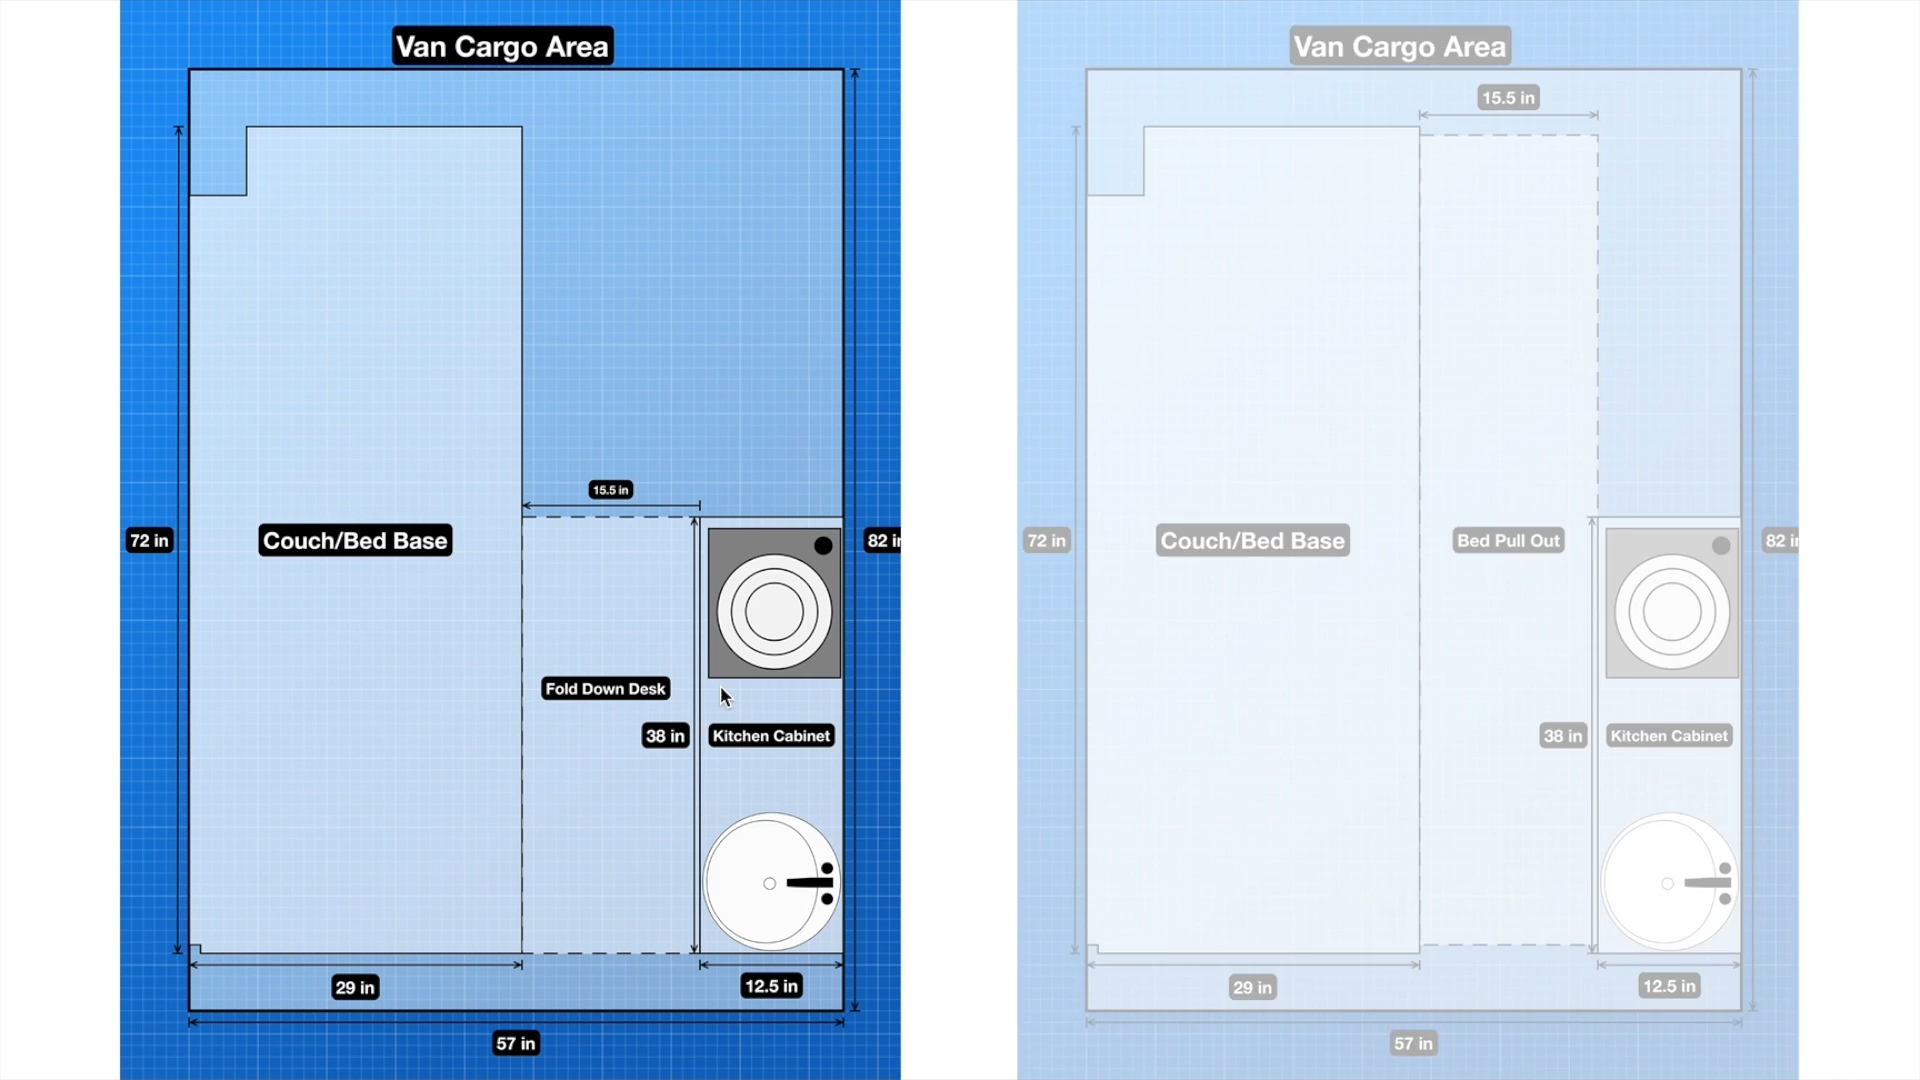 Van Cargo Area
15.5 in
72 in
Couch/Bed Base
82 in
Fold Down Desk
38 in
Kitchen Cabinet
29 in
12.5 in
57 in
Van Cargo Area
15.5 in
72 in
Couch/Bed Base
Bed Pull Out
82 in
38 in
Kitchen Cabinet
29 in
12.5 in
57 in